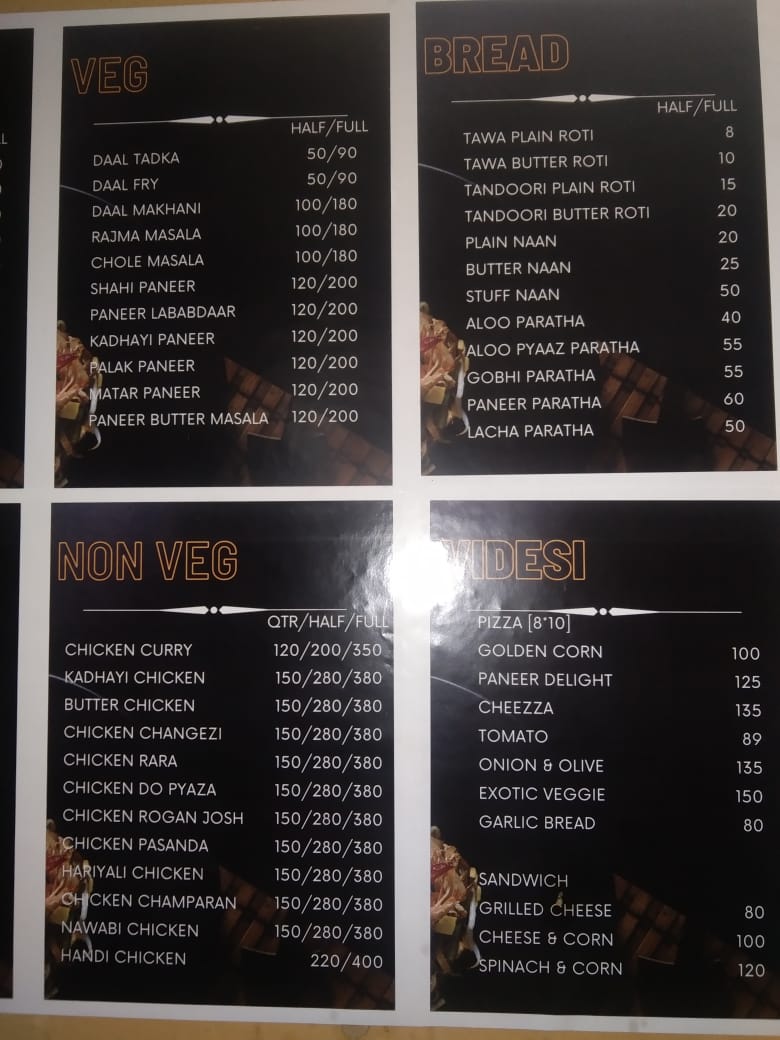 VEG
HALF/FULL
DAAL TADKA 50/90
DAAL FRY 50/90
DAAL MAKHANI 100/180
RAJMA MASALA 100/180
CHOLE MASALA 100/180
SHAHI PANEER 120/200
PANEER LABABDAAR 120/200
KADHAYI PANEER 120/200
PALAK PANEER 120/200
MATAR PANEER 120/200
PANEER BUTTER MASALA 120/200
BREAD
HALF/FULL
TAWA PLAIN ROTI 8
TAWA BUTTER ROTI 10
TANDOORI PLAIN ROTI 15
TANDOORI BUTTER ROTI 20
PLAIN NAAN 20
BUTTER NAAN 25
STUFF NAAN 50
ALOO PARATHA 40
ALOO PYAAZ PARATHA 55
GOBHI PARATHA 55
PANEER PARATHA 60
LACHA PARATHA 50
NON VEG
QTR/HALF/FULL
CHICKEN CURRY 120/200/350
KADHAYI CHICKEN 150/280/380
BUTTER CHICKEN 150/280/380
CHICKEN CHANGEZI 150/280/380
CHICKEN RARA 150/280/380
CHICKEN DO PYAZA 150/280/380
CHICKEN ROGAN JOSH 150/280/380
CHICKEN PASANDA 150/280/380
HARIYALI CHICKEN 150/280/380
CHICKEN CHAMPARAN 150/280/380
NAWABI CHICKEN 150/280/380
HANDI CHICKEN 220/400
VIDESI
PIZZA [8"10]
GOLDEN CORN 100
PANEER DELIGHT 125
CHEEZZA 135
TOMATO 89
ONION & OLIVE 135
EXOTIC VEGGIE 150
GARLIC BREAD 80
SANDWICH
GRILLED CHEESE 80
CHEESE & CORN 100
SPINACH & CORN 120